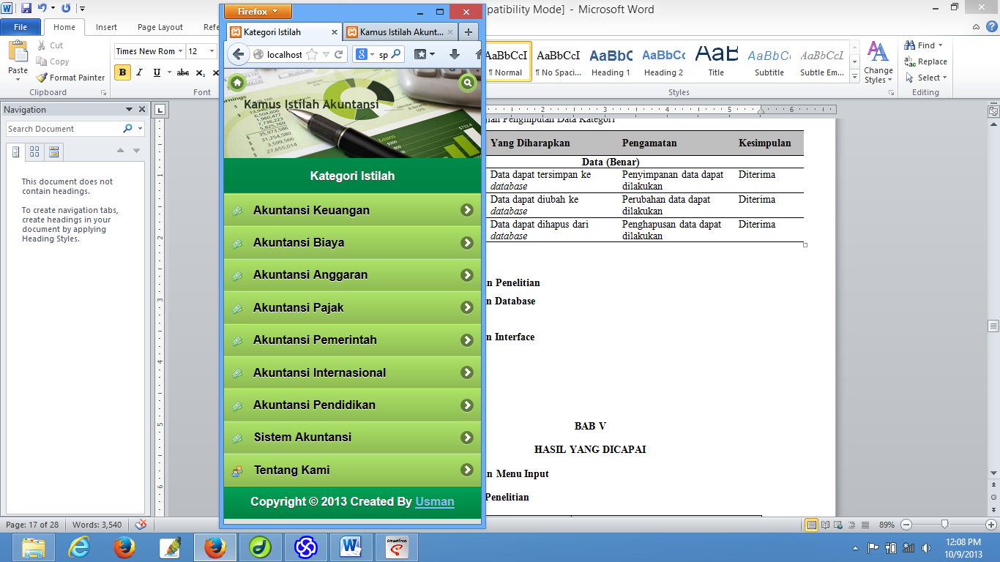 [Compatibility Mode] - Microsoft Word
File
Home
Insert
Page Layout
Refe
Paste
Cut
Copy
Format Painter
Clipboard
Times New Rom
12
B I U abc x₂ x
Font
AaBbCcI
¶ Normal
AaBbCcI
¶ No Spaci...
AaBbC
Heading 1
AaBbCc
Heading 2
AaB
Title
AaBbCc
Subtitle
AaBbCcI
Subtle Em...
Change
Styles
Styles
Find
Replace
Select
Editing
Navigation
Search Document
This document does not
contain headings.
To create navigation tabs,
create headings in your
document by applying
Heading Styles.
Firefox
Kategori Istilah
Kamus Istilah Akunt...
localhost
sp
Kamus Istilah Akuntansi
Kategori Istilah
Akuntansi Keuangan
Akuntansi Biaya
Akuntansi Anggaran
Akuntansi Pajak
Akuntansi Pemerintah
Akuntansi Internasional
Akuntansi Pendidikan
Sistem Akuntansi
Tentang Kami
Copyright © 2013 Created By Usman
an Penginputan Data Kategori
Yang Diharapkan Pengamatan Kesimpulan
Data (Benar)
Data dapat tersimpan ke Penyimpanan data dapat Diterima
database dilakukan
Data dapat diubah ke Perubahan data dapat Diterima
database dilakukan
Data dapat dihapus dari Penghapusan data dapat Diterima
database dilakukan
n Penelitian
n Database
n Interface
BAB V
HASIL YANG DICAPAI
n Menu Input
Penelitian
Page: 17 of 28
Words: 3,540
89%
smartfren
12:08 PM
10/9/2013